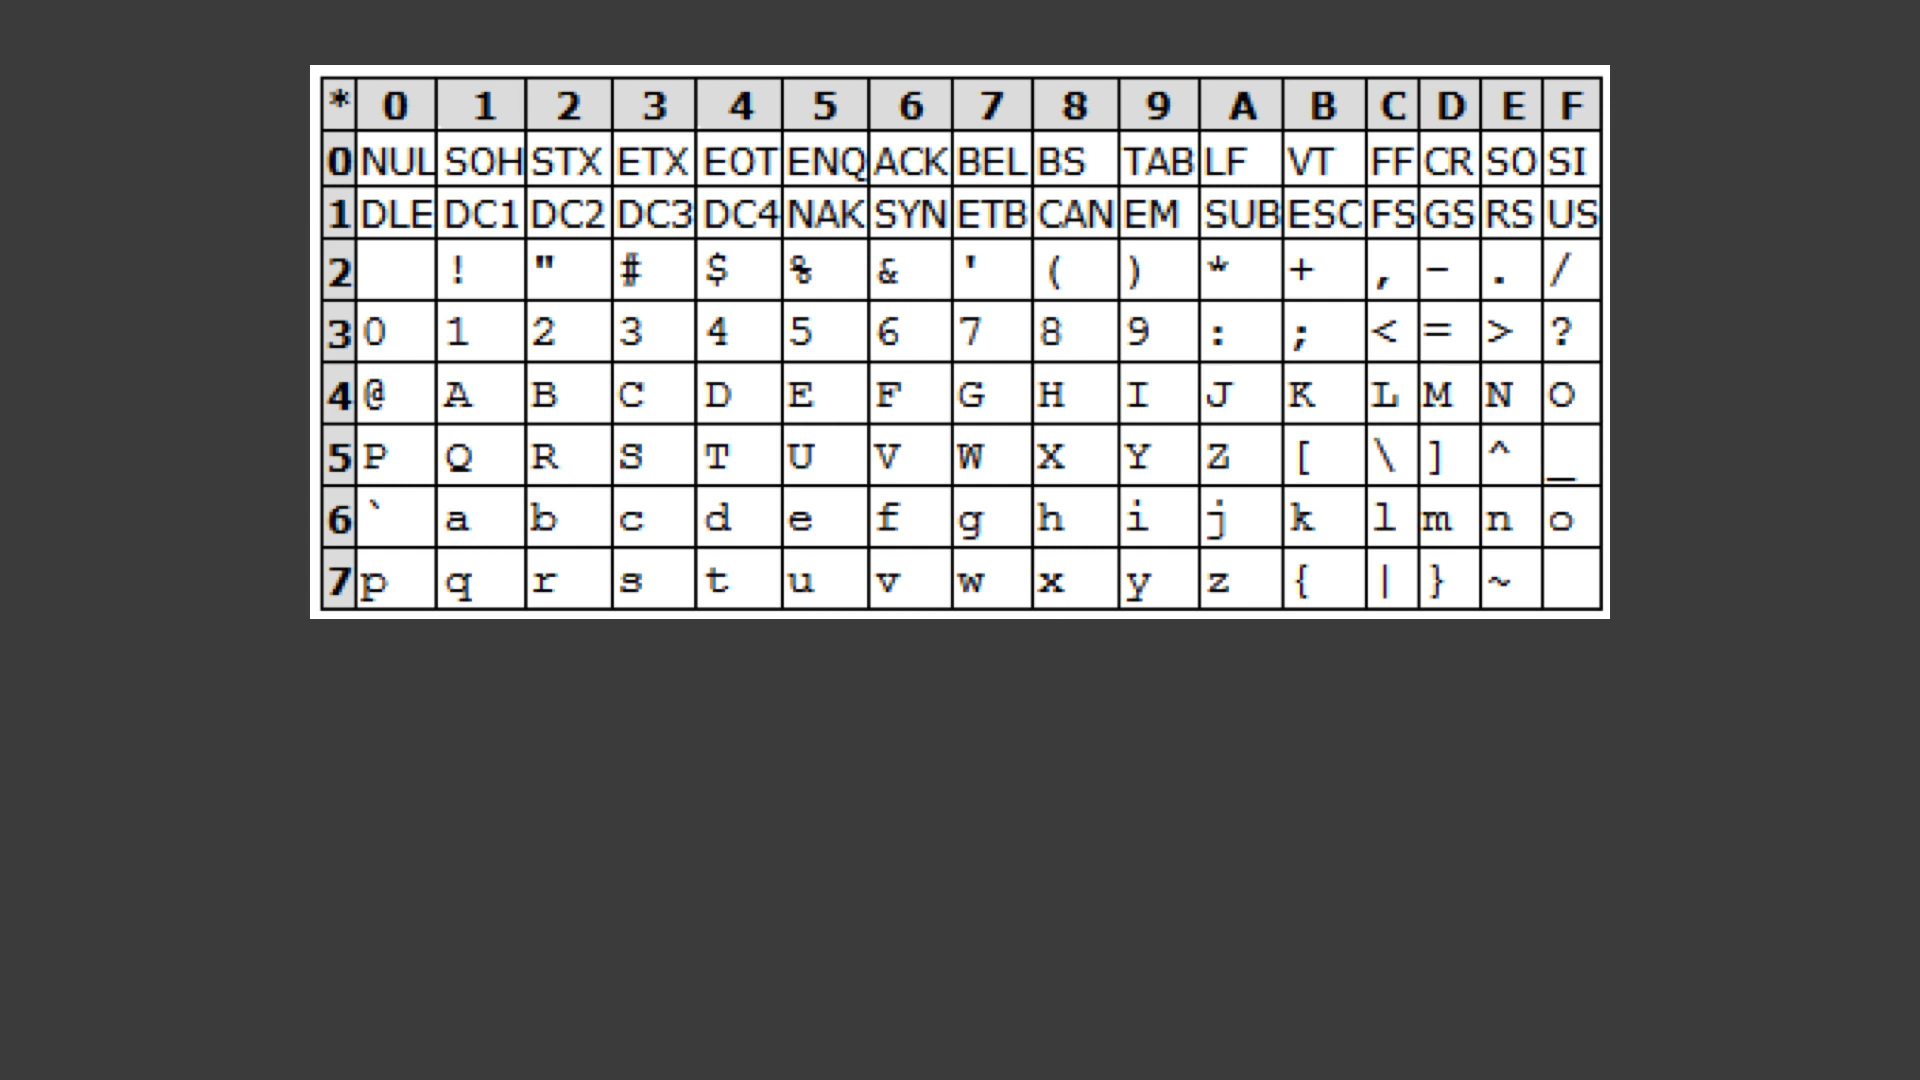 * 0 1 2 3 4 5 6 7 8 9 A B C D E F
0 NUL SOH STX ETX EOT ENQ ACK BEL BS TAB LF VT FF CR SO SI
1 DLE DC1 DC2 DC3 DC4 NAK SYN ETB CAN EM SUB ESC FS GS RS US
2 ! " # $ % & ' ( ) * + , - . /
3 0 1 2 3 4 5 6 7 8 9 : ; < = > ?
4 @ A B C D E F G H I J K L M N O
5 P Q R S T U V W X Y Z [ \ ] ^ _
6 ` a b c d e f g h i j k l m n o
7 p q r s t u v w x y z { | } ~